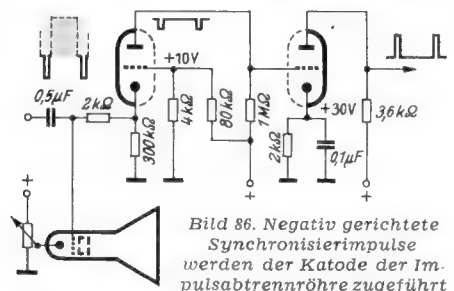 +10V
0,5µF
2kΩ
300kΩ
4kΩ
80kΩ
1MΩ
+30V
2kΩ
0,1µF
3,6kΩ
+
+
+
Bild 86. Negativ gerichtete
Synchronisierimpulse
werden der Katode der Im-
pulsabtrennröhre zugeführt